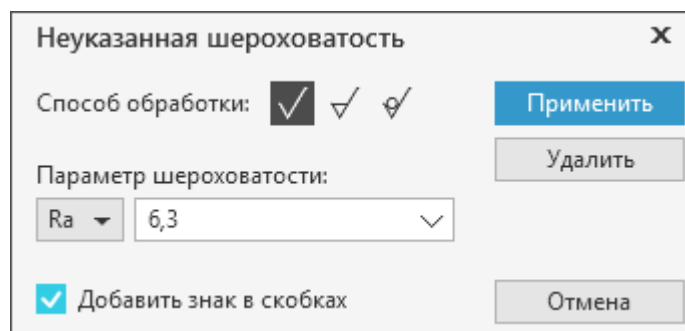 Неуказанная шероховатость
Способ обработки:
Применить
Удалить
Параметр шероховатости:
Ra
6,3
Добавить знак в скобках
Отмена